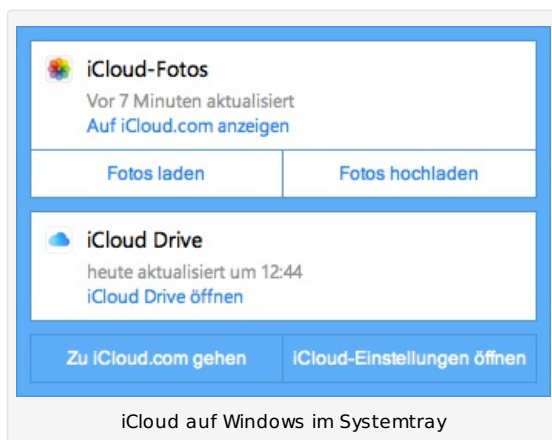 iCloud-Fotos
Vor 7 Minuten aktualisiert
Auf iCloud.com anzeigen
Fotos laden
Fotos hochladen
iCloud Drive
heute aktualisiert um 12:44
iCloud Drive öffnen
Zu iCloud.com gehen
iCloud-Einstellungen öffnen
iCloud auf Windows im Systemtray